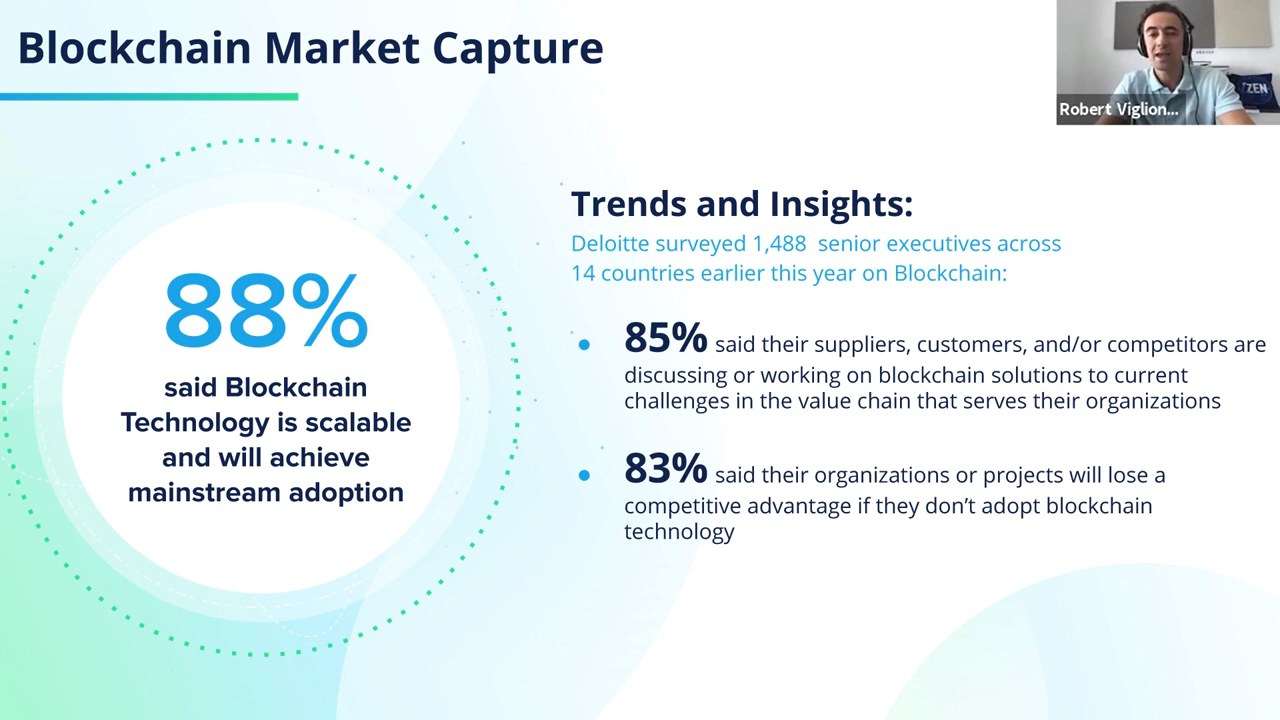 Blockchain Market Capture
Robert Viglion...
88%
said Blockchain
Technology is scalable
and will achieve
mainstream adoption
Trends and Insights:
Deloitte surveyed 1,488 senior executives across
14 countries earlier this year on Blockchain:
• 85% said their suppliers, customers, and/or competitors are
discussing or working on blockchain solutions to current
challenges in the value chain that serves their organizations
• 83% said their organizations or projects will lose a
competitive advantage if they don’t adopt blockchain
technology